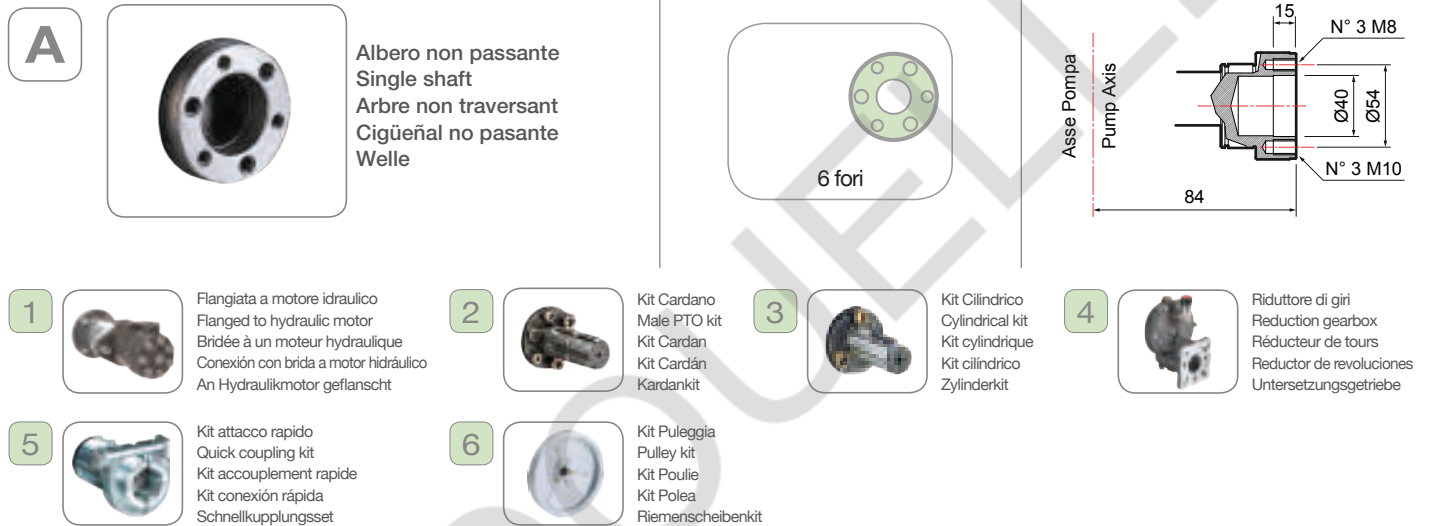 A
Albero non passante
Single shaft
Arbre non traversant
Cigüeñal no pasante
Welle
6 fori
Asse Pompa
Pump Axis
15
N° 3 M8
Ø40
Ø54
N° 3 M10
84
1
Flangiata a motore idraulico
Flanged to hydraulic motor
Bridée à un moteur hydraulique
Conexión con brida a motor hidráulico
An Hydraulikmotor geflanscht
2
Kit Cardano
Male PTO kit
Kit Cardan
Kit Cardán
Kardankit
3
Kit Cilindrico
Cylindrical kit
Kit cylindrique
Kit cilíndrico
Zylinderkit
4
Riduttore di giri
Reduction gearbox
Réducteur de tours
Reductor de revoluciones
Untersetzungsgetriebe
5
Kit attacco rapido
Quick coupling kit
Kit accouplement rapide
Kit conexión rápida
Schnellkupplungsset
6
Kit Puleggia
Pulley kit
Kit Poulie
Kit Polea
Riemenscheibenkit